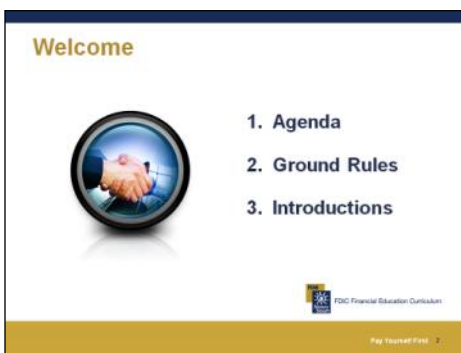 Welcome
1. Agenda
2. Ground Rules
3. Introductions
FDIC Financial Education Curriculum
Pay Yourself First 2